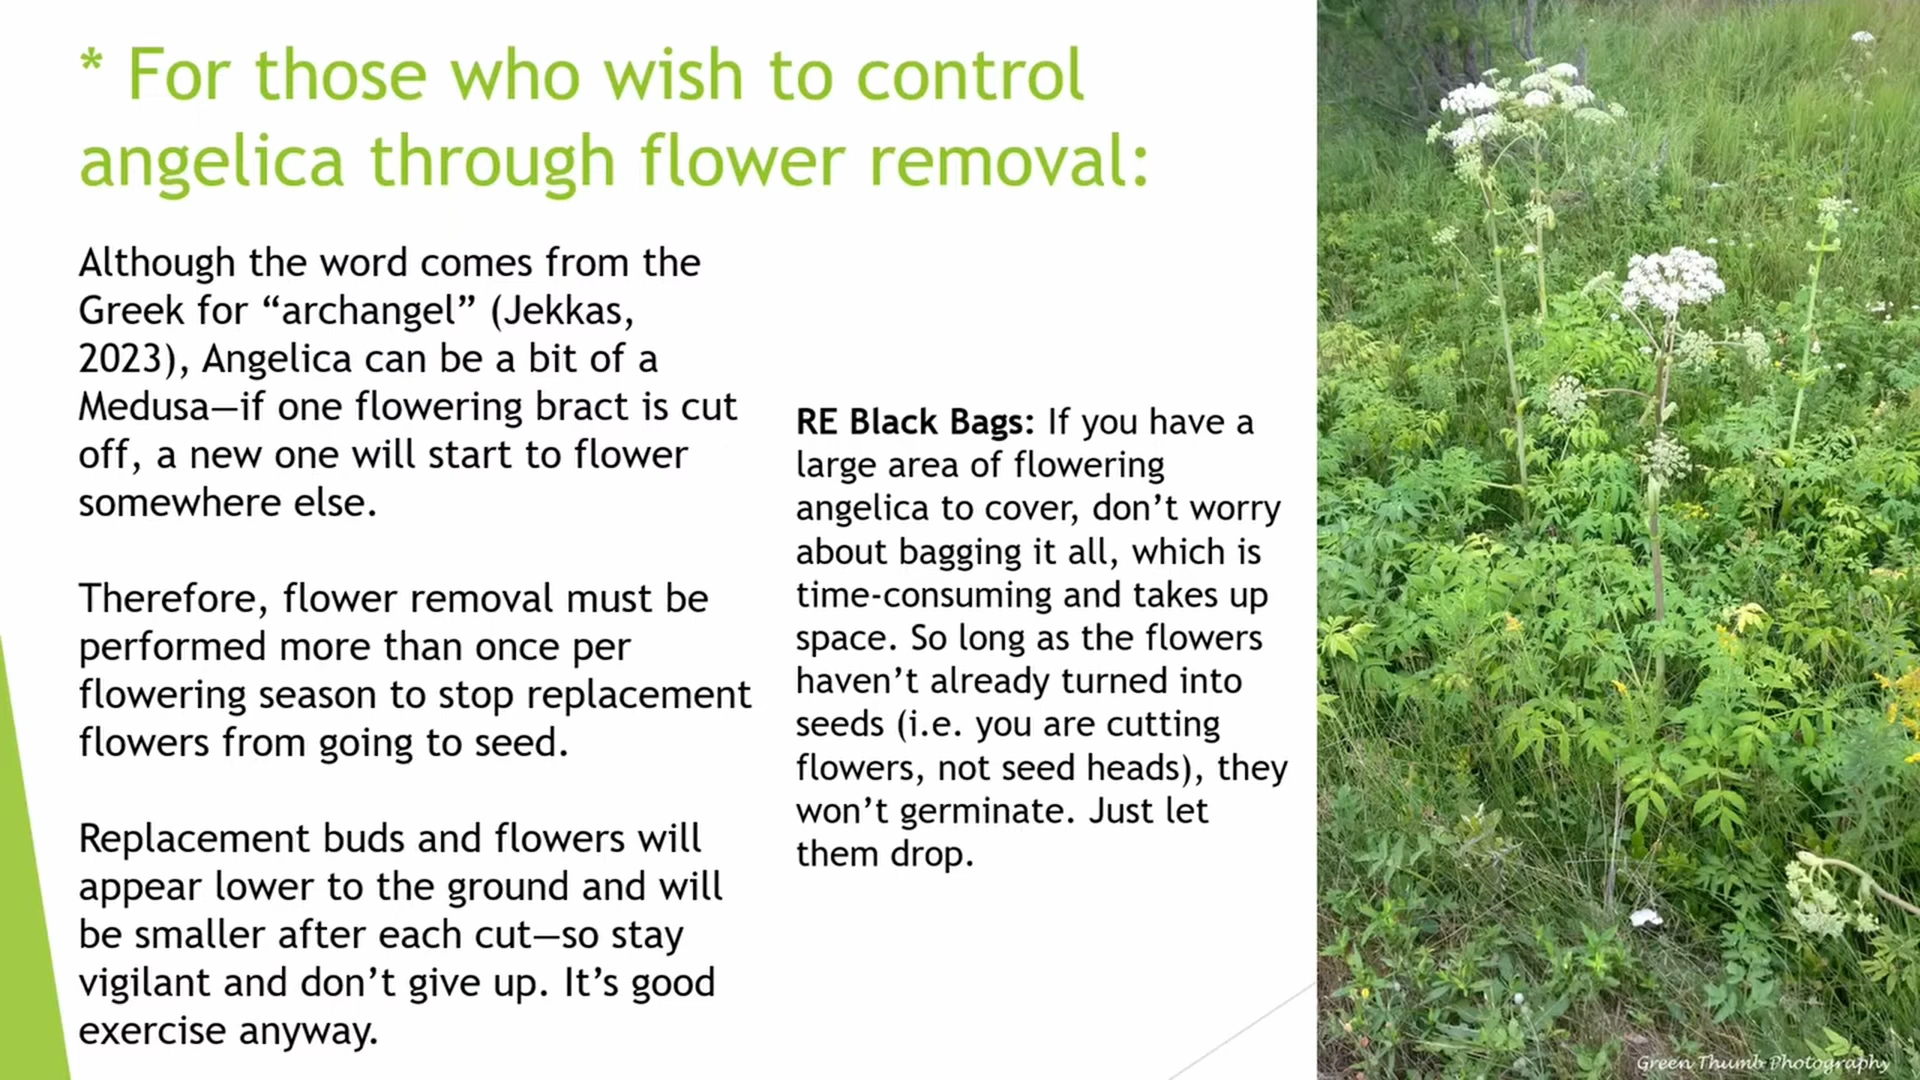 * For those who wish to control
angelica through flower removal:
Although the word comes from the
Greek for “archangel” (Jekkas,
2023), Angelica can be a bit of a
Medusa—if one flowering bract is cut
off, a new one will start to flower
somewhere else.
Therefore, flower removal must be
performed more than once per
flowering season to stop replacement
flowers from going to seed.
Replacement buds and flowers will
appear lower to the ground and will
be smaller after each cut—so stay
vigilant and don’t give up. It’s good
exercise anyway.
RE Black Bags: If you have a
large area of flowering
angelica to cover, don’t worry
about bagging it all, which is
time-consuming and takes up
space. So long as the flowers
haven’t already turned into
seeds (i.e. you are cutting
flowers, not seed heads), they
won’t germinate. Just let
them drop.
Green Thumb Photography